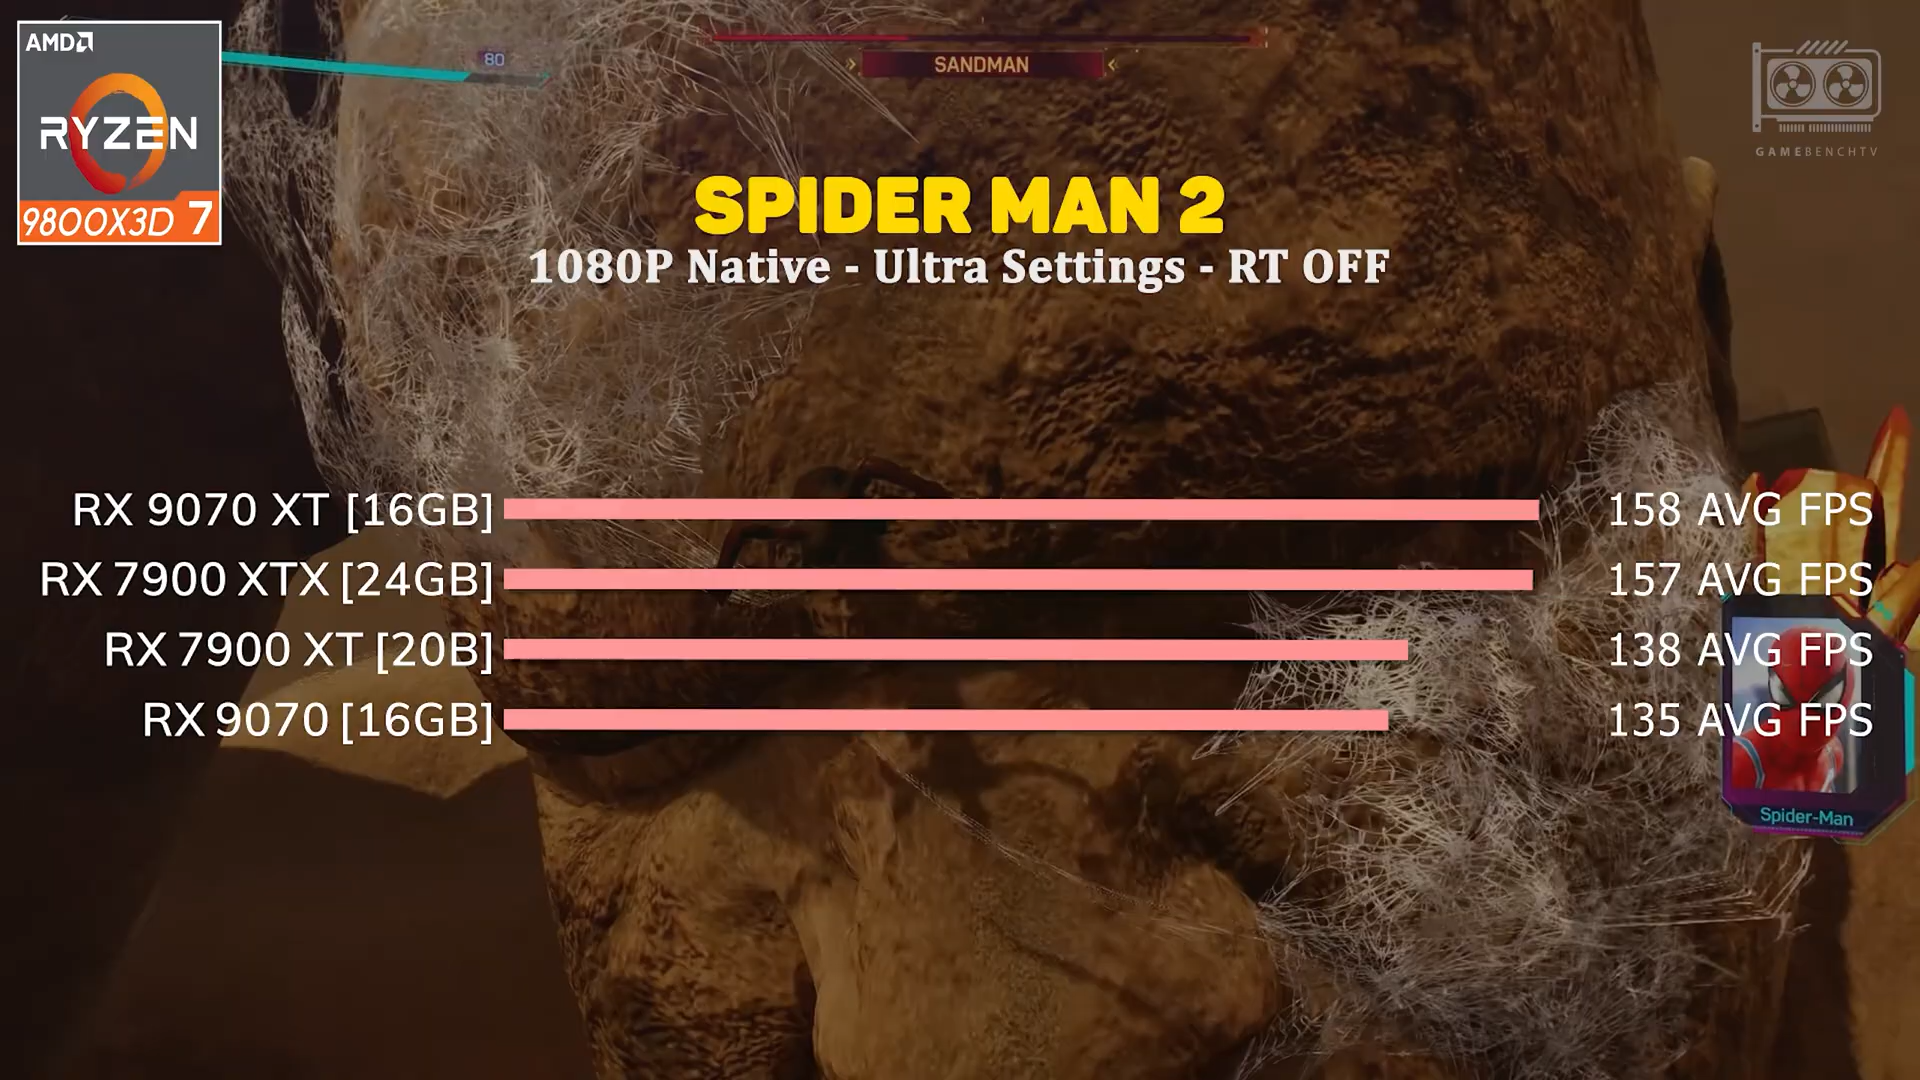 AMD
RYZEN
9800X3D 7
80
SANDMAN
GAMEBENCHTV
SPIDER MAN 2
1080P Native - Ultra Settings - RT OFF
RX 9070 XT [16GB] 158 AVG FPS
RX 7900 XTX [24GB] 157 AVG FPS
RX 7900 XT [20B] 138 AVG FPS
RX 9070 [16GB] 135 AVG FPS
Spider-Man